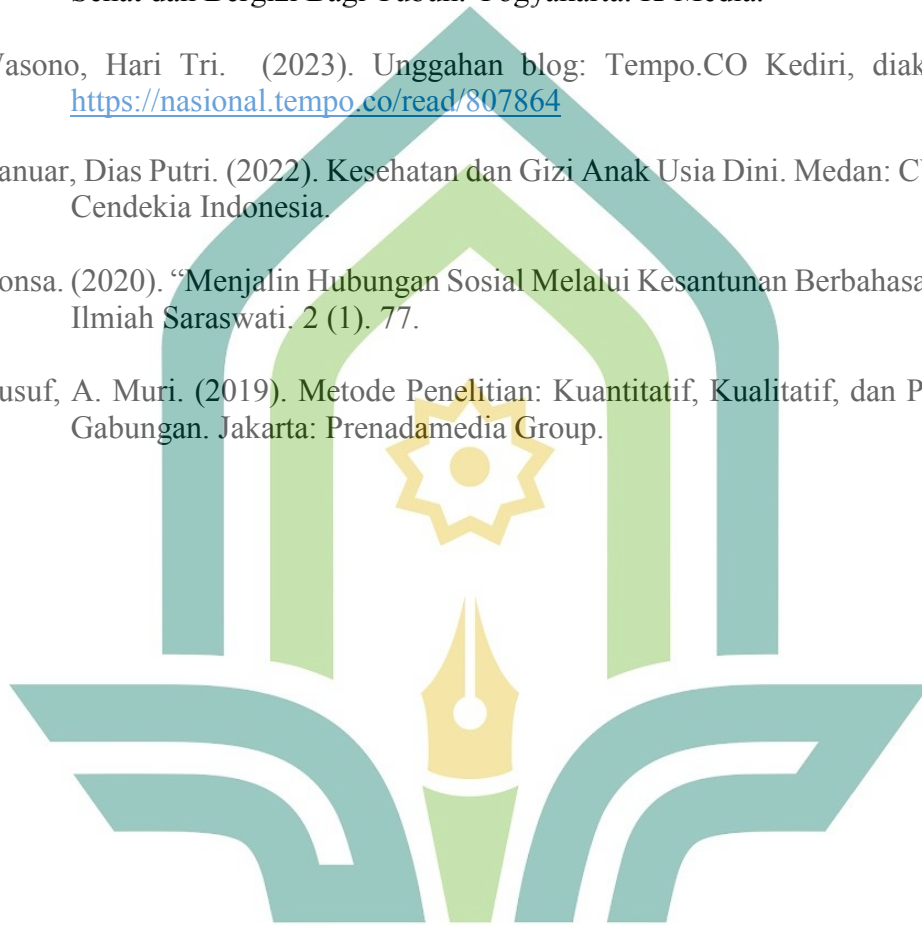 Sehat dan Bergizi Bagi Tubuh. Yogyakarta: K-Media.
Wasono, Hari Tri. (2023). Unggahan blog: Tempo.CO Kediri, diak
https://nasional.tempo.co/read/807864
anuar, Dias Putri. (2022). Kesehatan dan Gizi Anak Usia Dini. Medan: C
Cendekia Indonesia.
onsa. (2020). “Menjalin Hubungan Sosial Melalui Kesantunan Berbahasa
Ilmiah Saraswati. 2 (1). 77.
usuf, A. Muri. (2019). Metode Penelitian: Kuantitatif, Kualitatif, dan P
Gabungan. Jakarta: Prenadamedia Group.